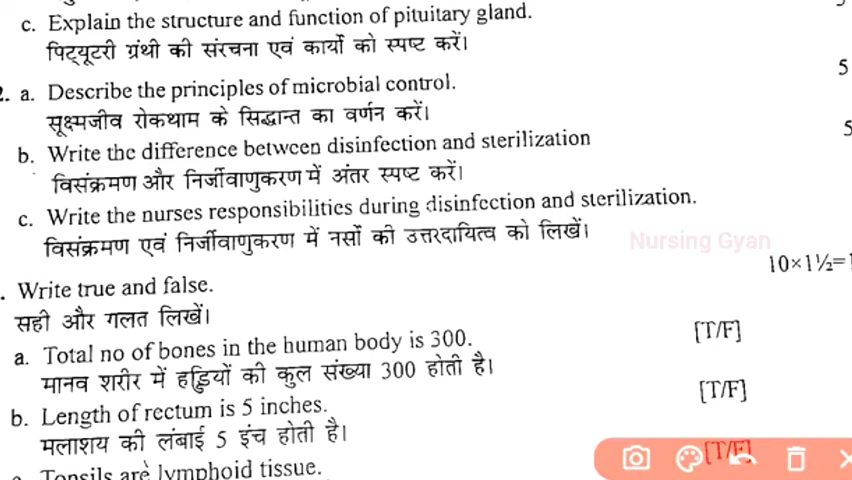 c. Explain the structure and function of pituitary gland.
पिट्यूटरी ग्रंथी की संरचना एवं कार्यो को स्पष्ट करें।
a. Describe the principles of microbial control. 5
सूक्ष्मजीव रोकथाम के सिद्धान्त का वर्णन करें।
b. Write the difference between disinfection and sterilization 5
विसंक्रमण और निर्जीवाणुकरण में अंतर स्पष्ट करें।
c. Write the nurses responsibilities during disinfection and sterilization.
विसंक्रमण एवं निर्जीवाणुकरण में नर्सो की उत्तरदायित्व को लिखें।
Nursing Gyan
10×1½=
. Write true and false.
सही और गलत लिखें।
a. Total no of bones in the human body is 300. [T/F]
मानव शरीर में हड्डियों की कुल संख्या 300 होती है।
b. Length of rectum is 5 inches. [T/F]
मलाशय की लंबाई 5 इंच होती है।
Tonsils are lymphoid tissue. [T/F]